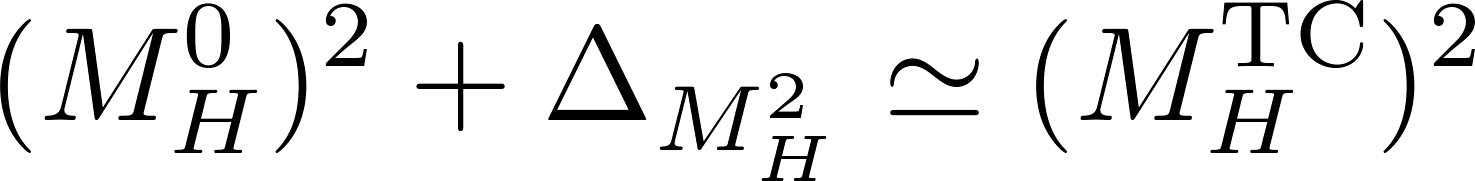 $(M_H^0)^2 + \Delta_{M_H^2} \simeq (M_H^{\mathrm{TC}})^2$